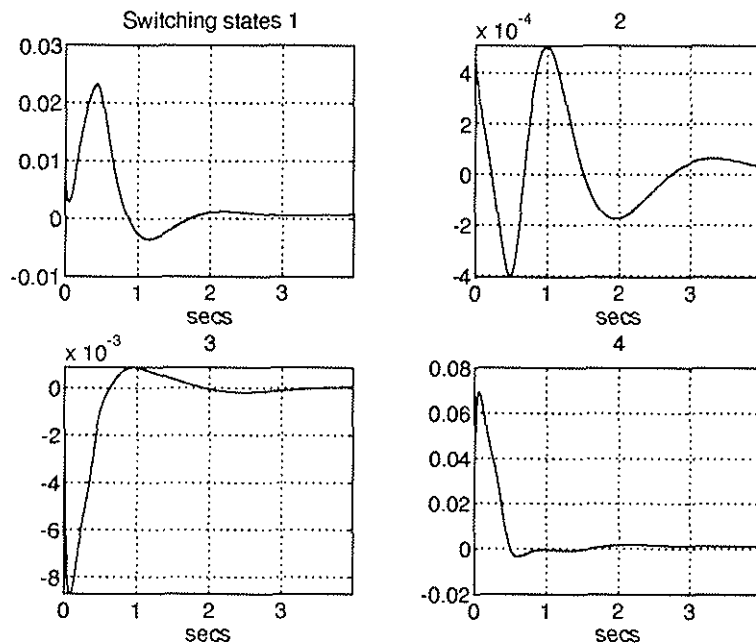 Switching states 1
0.03
0.02
0.01
0
-0.01
0 1 2 3
secs
2
x 10^-4
4
2
0
-2
-4
0 1 2 3
secs
3
x 10^-3
0
-2
-4
-6
-8
0 1 2 3
secs
4
0.08
0.06
0.04
0.02
0
-0.02
0 1 2 3
secs